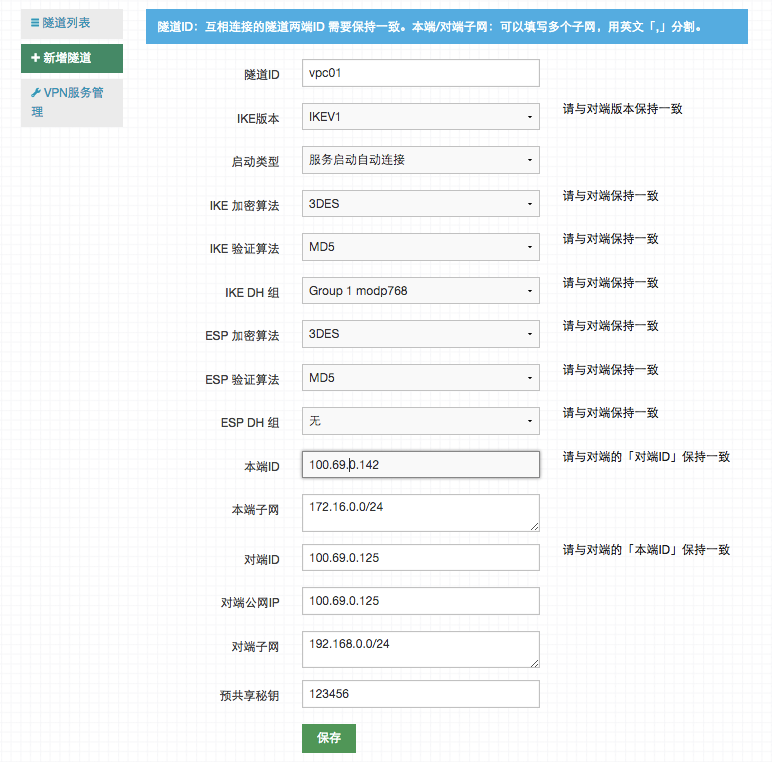 隧道列表
新增隧道
VPN服务管
理
隧道ID：互相连接的隧道两端ID 需要保持一致。本端/对端子网：可以填写多个子网，用英文「,」分割。
隧道ID vpc01
IKE版本 IKEV1 请与对端版本保持一致
启动类型 服务启动自动连接
IKE 加密算法 3DES 请与对端保持一致
IKE 验证算法 MD5 请与对端保持一致
IKE DH 组 Group 1 modp768 请与对端保持一致
ESP 加密算法 3DES 请与对端保持一致
ESP 验证算法 MD5 请与对端保持一致
ESP DH 组 无 请与对端保持一致
本端ID 100.69.0.142 请与对端的「对端ID」保持一致
本端子网 172.16.0.0/24
对端ID 100.69.0.125 请与对端的「本端ID」保持一致
对端公网IP 100.69.0.125
对端子网 192.168.0.0/24
预共享秘钥 123456
保存